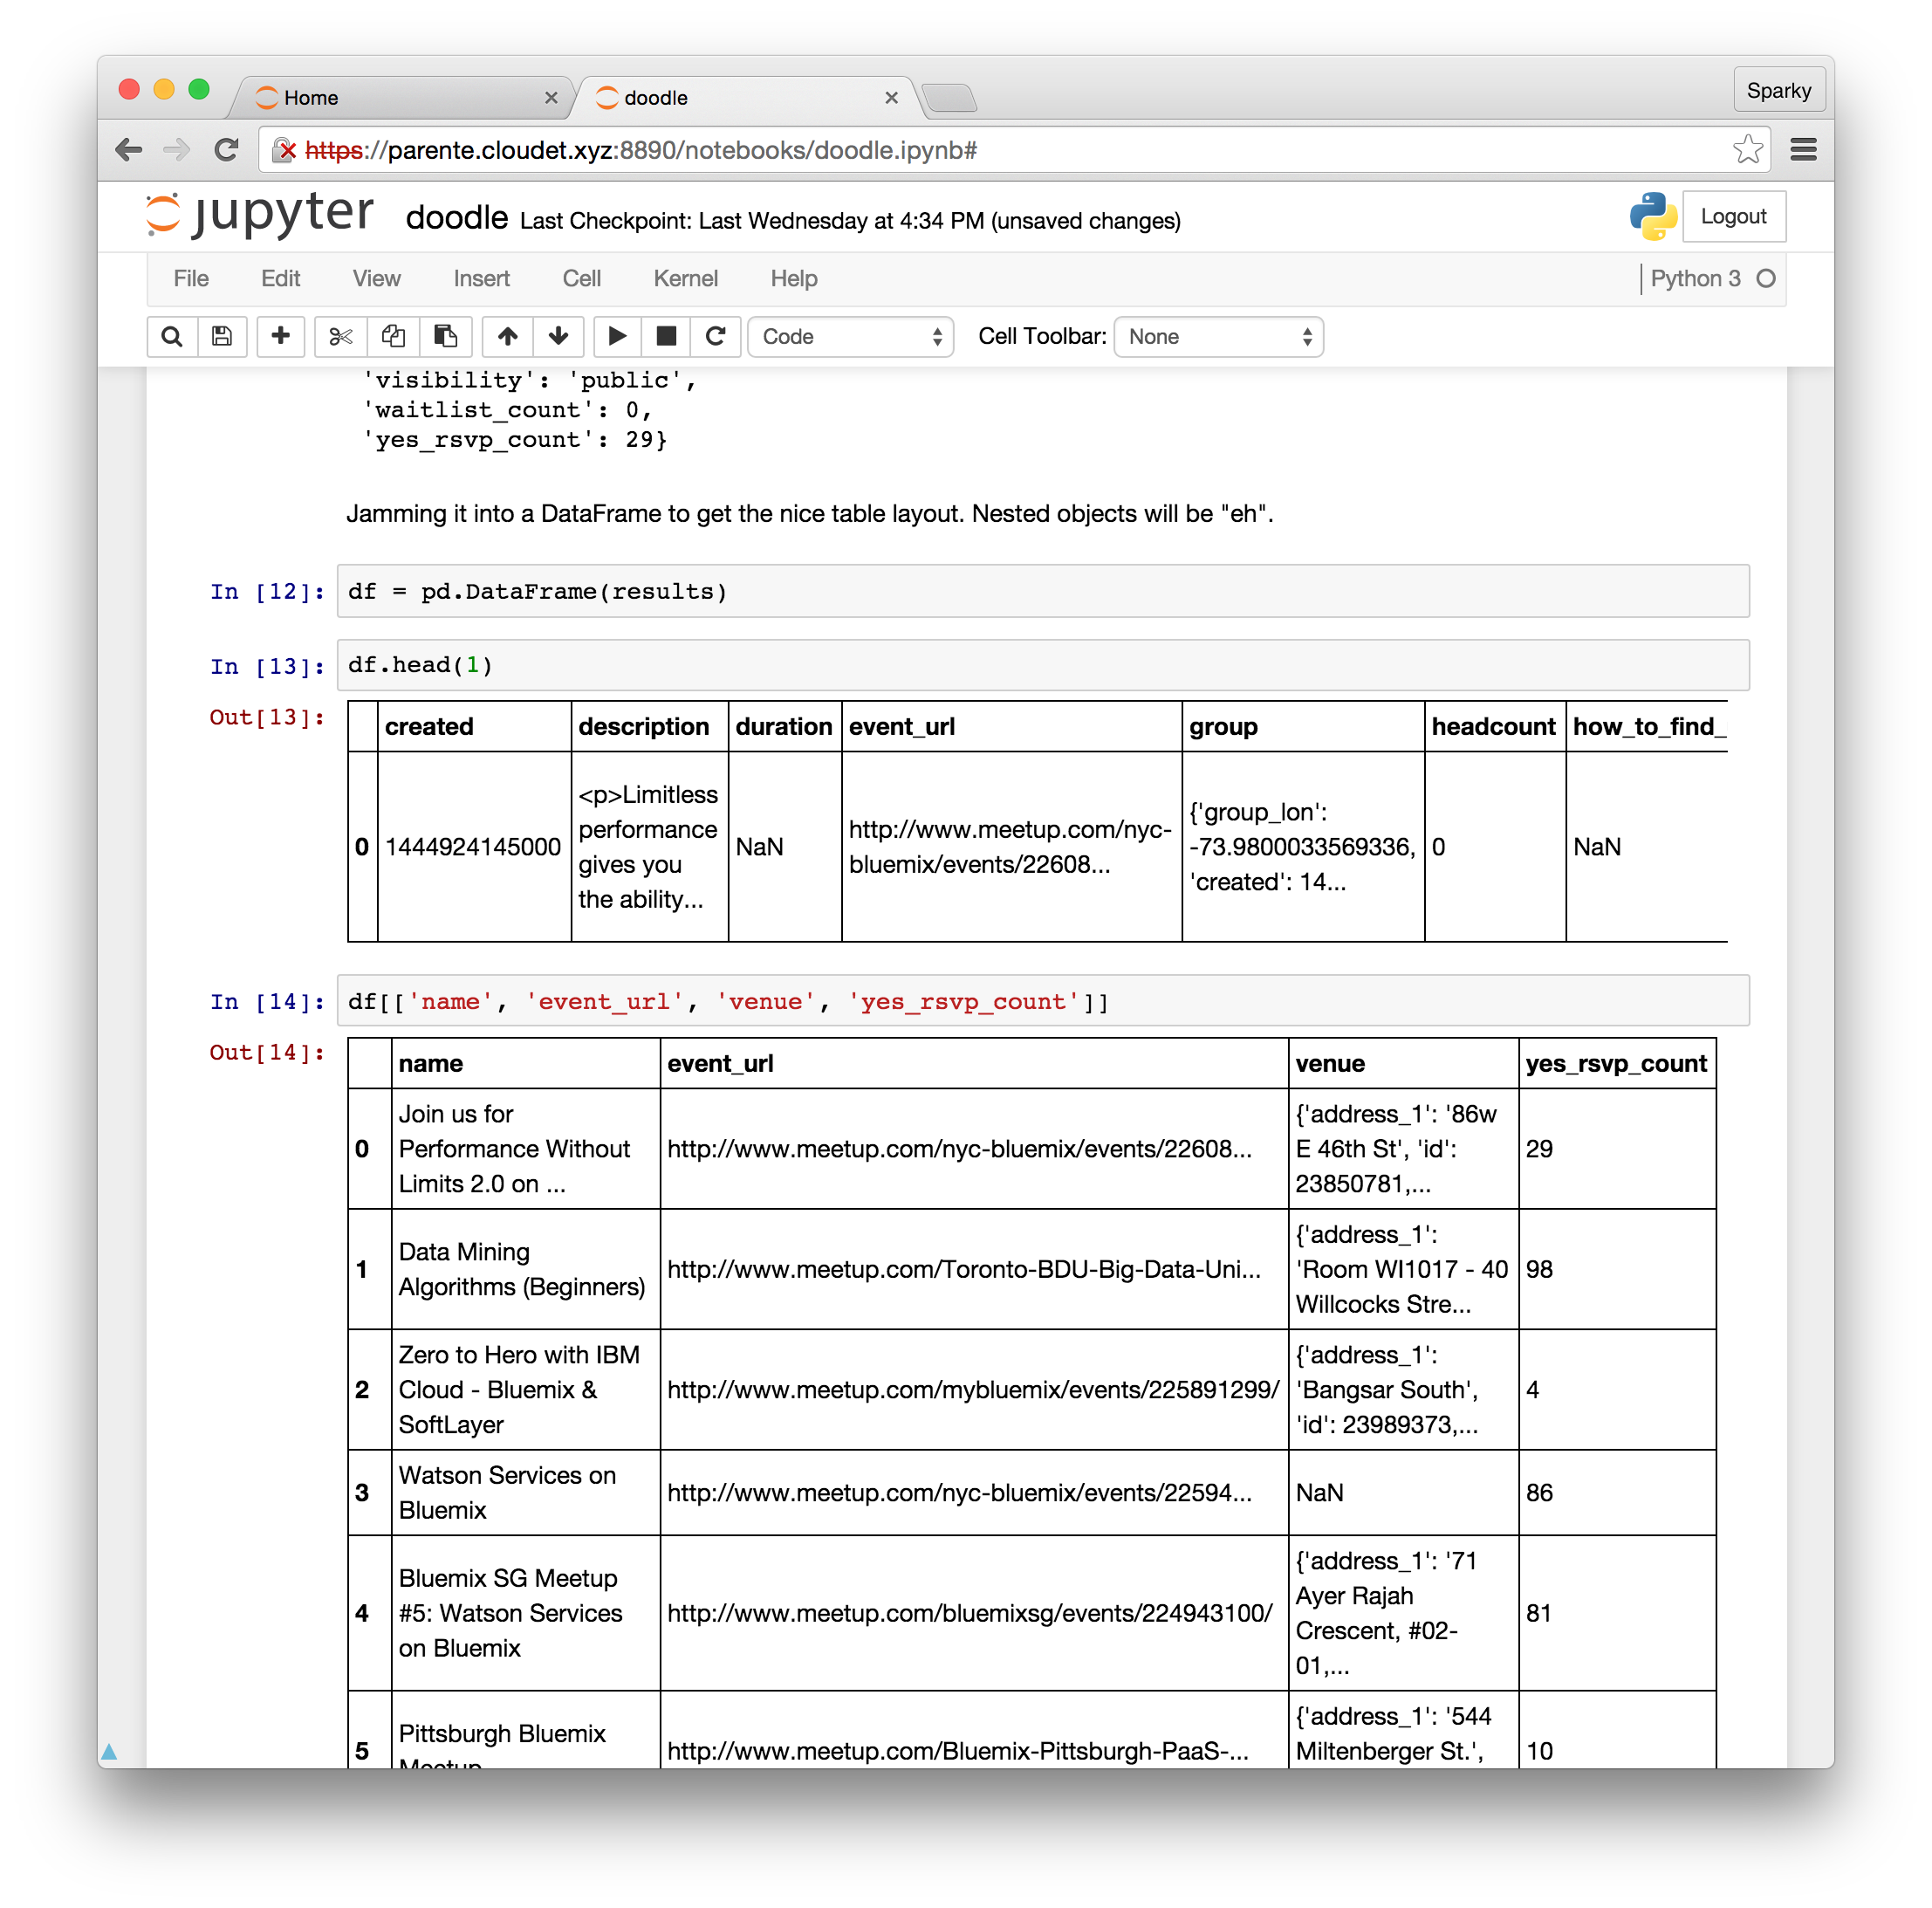 Home
doodle
Sparky
https://parente.cloudet.xyz:8890/notebooks/doodle.ipynb#
jupyter doodle Last Checkpoint: Last Wednesday at 4:34 PM (unsaved changes)
Logout
File Edit View Insert Cell Kernel Help
Python 3
Code
Cell Toolbar: None
'visibility': 'public',
'waitlist_count': 0,
'yes_rsvp_count': 29}
Jamming it into a DataFrame to get the nice table layout. Nested objects will be "eh".
In [12]: df = pd.DataFrame(results)
In [13]: df.head(1)
Out[13]:
created description duration event_url group headcount how_to_find_
0
1444924145000
<p>Limitless
performance
gives you
the ability...
NaN
http://www.meetup.com/nyc-
bluemix/events/22608...
{'group_lon':
-73.9800033569336,
'created': 14...
0
NaN
In [14]: df[['name', 'event_url', 'venue', 'yes_rsvp_count']]
Out[14]:
name event_url venue yes_rsvp_count
0
Join us for
Performance Without
Limits 2.0 on ...
http://www.meetup.com/nyc-bluemix/events/22608...
{'address_1': '86w
E 46th St', 'id':
23850781,...
29
1
Data Mining
Algorithms (Beginners)
http://www.meetup.com/Toronto-BDU-Big-Data-Uni...
{'address_1':
'Room WI1017 - 40
Willcocks Stre...
98
2
Zero to Hero with IBM
Cloud - Bluemix &
SoftLayer
http://www.meetup.com/mybluemix/events/225891299/
{'address_1':
'Bangsar South',
'id': 23989373,...
4
3
Watson Services on
Bluemix
http://www.meetup.com/nyc-bluemix/events/22594...
NaN
86
4
Bluemix SG Meetup
#5: Watson Services
on Bluemix
http://www.meetup.com/bluemixsg/events/224943100/
{'address_1': '71
Ayer Rajah
Crescent, #02-
01,...
81
5
Pittsburgh Bluemix
Meetup
http://www.meetup.com/Bluemix-Pittsburgh-PaaS-...
{'address_1': '544
Miltenberger St.',
10